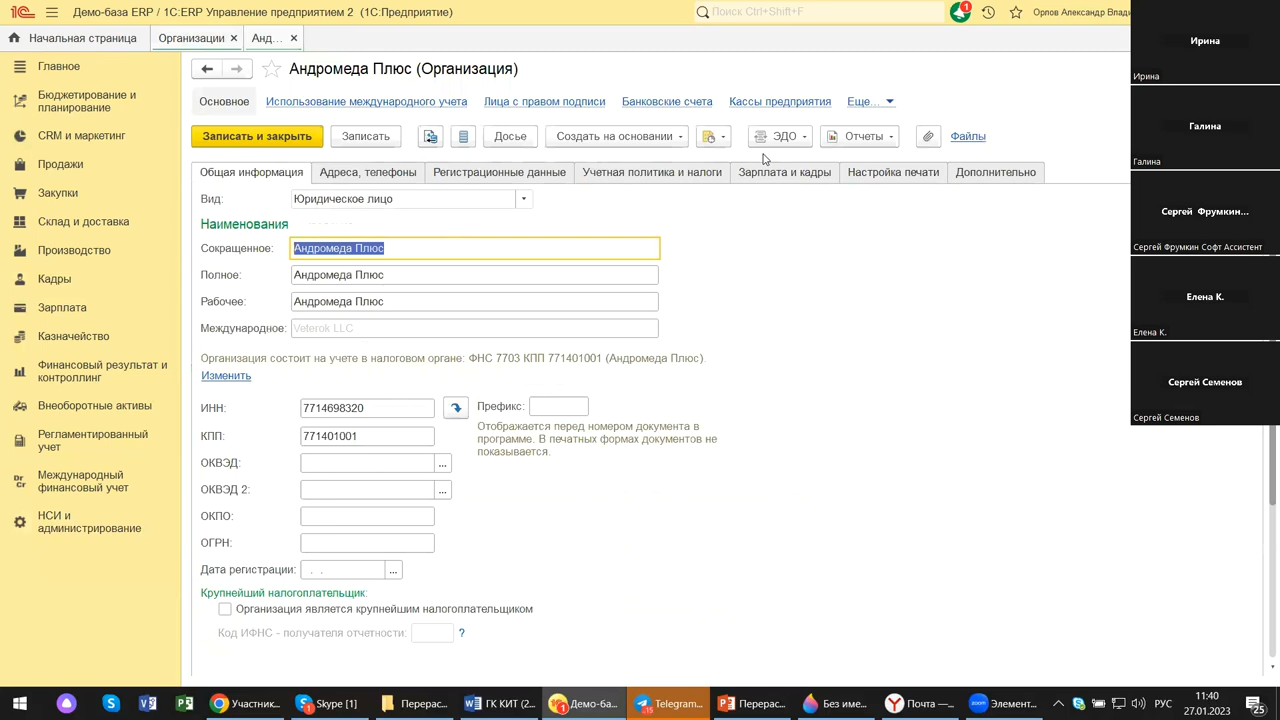 Демо-база ERP / 1С:ERP Управление предприятием 2 (1С:Предприятие)
Поиск Ctrl+Shift+F
1
Орлов Александр Влади
Начальная страница
Организации
Анд...
Главное
Бюджетирование и
планирование
CRM и маркетинг
Продажи
Закупки
Склад и доставка
Производство
Кадры
Зарплата
Казначейство
Финансовый результат и
контроллинг
Внеоборотные активы
Регламентированный
учет
Международный
финансовый учет
НСИ и
администрирование
Андромеда Плюс (Организация)
Основное
Использование международного учета
Лица с правом подписи
Банковские счета
Кассы предприятия
Еще...
Записать и закрыть
Записать
Досье
Создать на основании
ЭДО
Отчеты
Файлы
Общая информация
Адреса, телефоны
Регистрационные данные
Учетная политика и налоги
Зарплата и кадры
Настройка печати
Дополнительно
Вид: Юридическое лицо
Наименования
Сокращенное: Андромеда Плюс
Полное: Андромеда Плюс
Рабочее: Андромеда Плюс
Международное: Veterok LLC
Организация состоит на учете в налоговом органе: ФНС 7703 КПП 771401001 (Андромеда Плюс).
Изменить
ИНН: 7714698320
Префикс:
Отображается перед номером документа в
программе. В печатных формах документов не
показывается.
КПП: 771401001
ОКВЭД: ...
ОКВЭД 2: ...
ОКПО:
ОГРН:
Дата регистрации: . . ...
Крупнейший налогоплательщик:
Организация является крупнейшим налогоплательщиком
Код ИФНС - получателя отчетности: ?
Ирина
Ирина
Галина
Галина
Сергей Фрумкин...
Сергей Фрумкин Софт Ассистент
Елена К.
Елена К.
Сергей Семенов
Сергей Семенов
Участник...
Skype [1]
Перерас...
ГК КИТ (2...
Демо-ба...
Telegram...
Перерас...
Без име...
Почта —...
Элемент...
РУС
11:40
27.01.2023
25